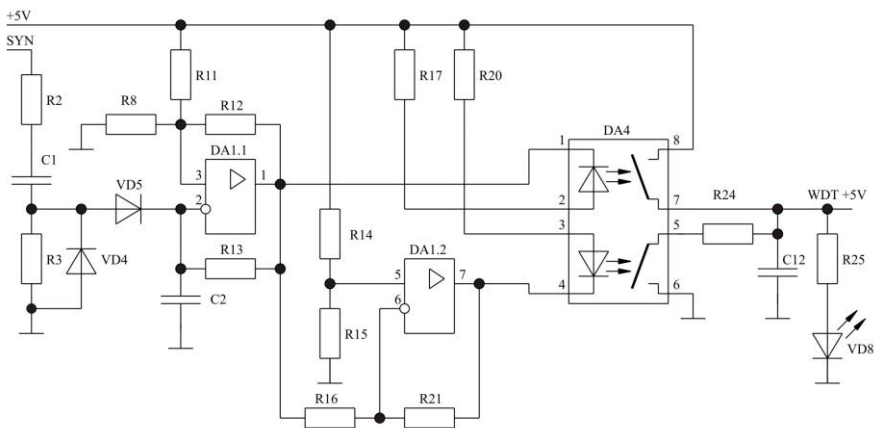 +5V
SYN
R2
R11
R17
R20
R8
R12
DA4
C1
DA1.1
1
8
3
1
VD5
2
2
7
R24
WDT +5V
3
5
R3
VD4
R13
R14
DA1.2
C12
R25
5
7
4
6
C2
6
R15
VD8
R16
R21